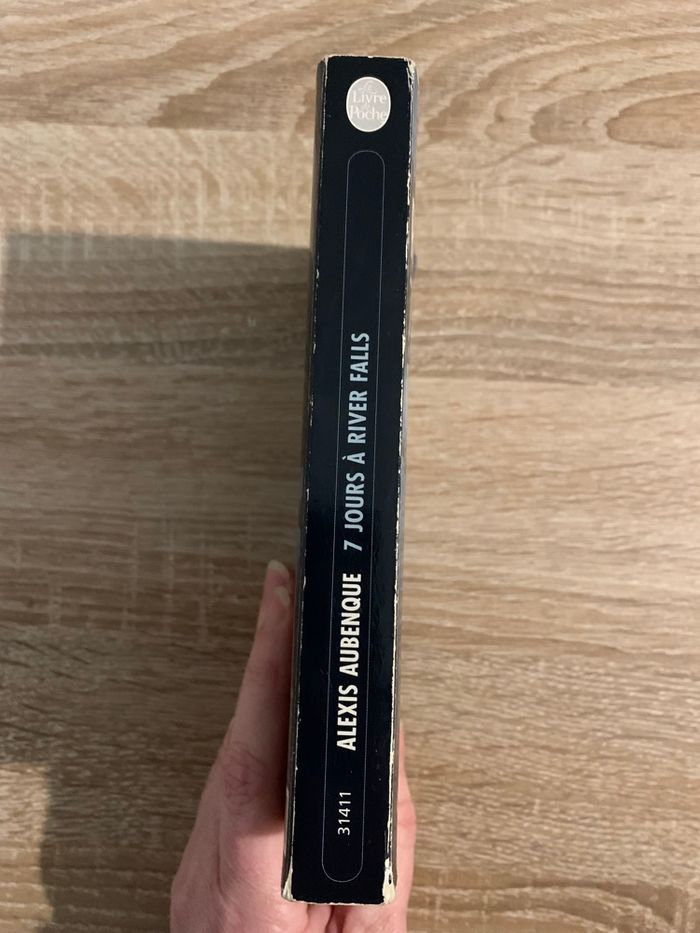 Le
Livre
de
Poche
31411 ALEXIS AUBENQUE 7 JOURS À RIVER FALLS